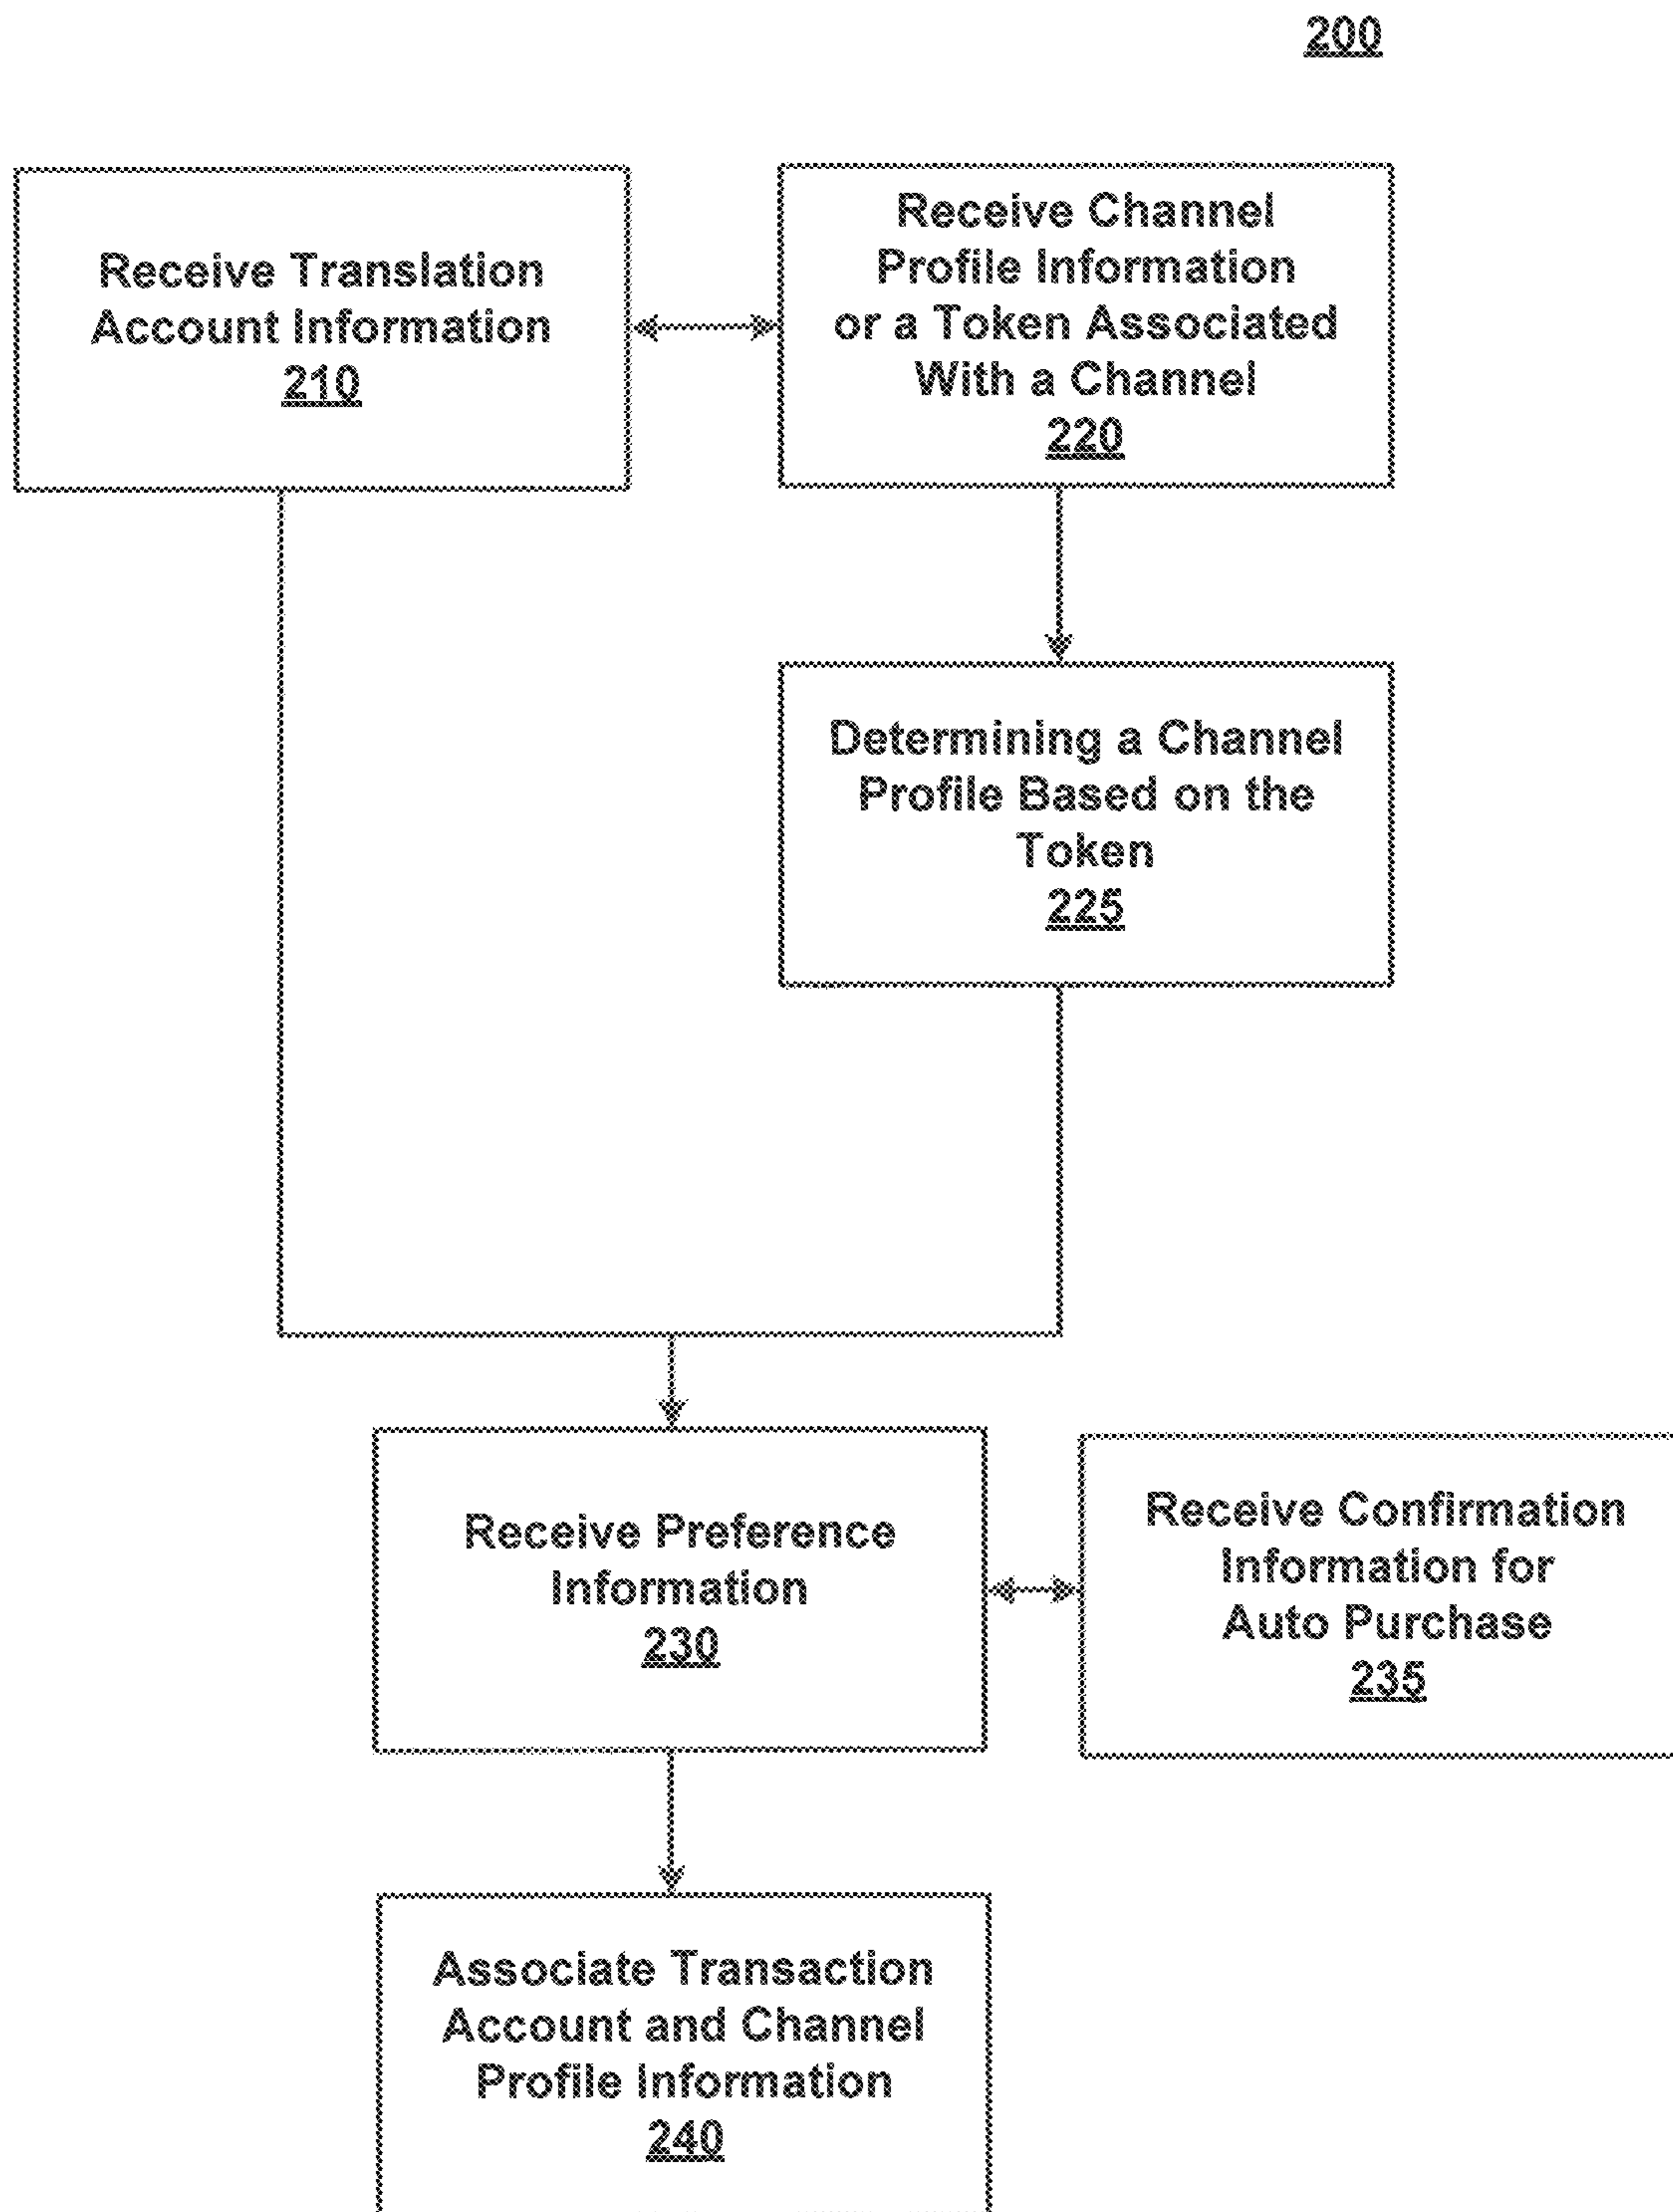 200
Receive Translation
Account Information
210
Receive Channel
Profile Information
or a Token Associated
With a Channel
220
Determining a Channel
Profile Based on the
Token
225
Receive Preference
Information
230
Receive Confirmation
Information for
Auto Purchase
235
Associate Transaction
Account and Channel
Profile Information
240